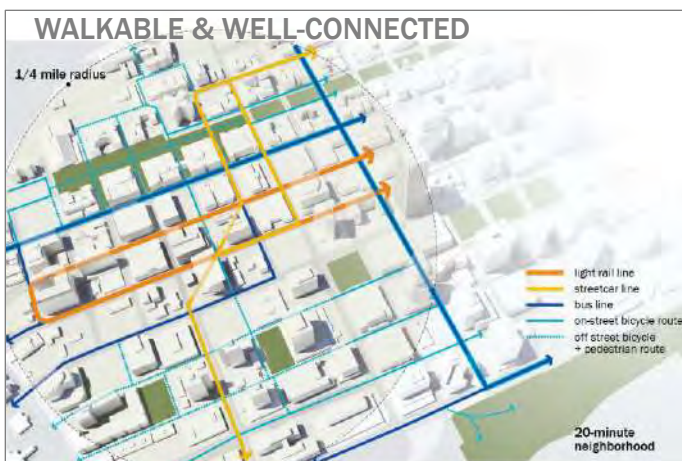 WALKABLE & WELL-CONNECTED
1/4 mile radius
light rail line
streetcar line
bus line
on-street bicycle route
off street bicycle
+ pedestrian route
20-minute
neighborhood